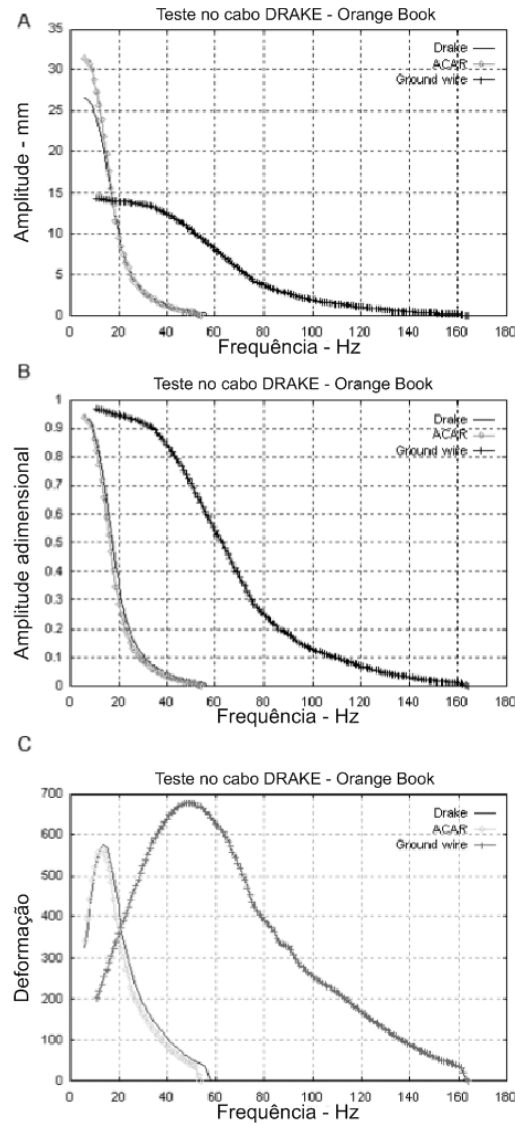 A
Teste no cabo DRAKE - Orange Book
35
30
25
20
15
10
5
0
Amplitude - mm
Drake
ACAR
Ground wire
0 20 40 60 80 100 120 140 160 180
Frequência - Hz
B
Teste no cabo DRAKE - Orange Book
1
0.9
0.8
0.7
0.6
0.5
0.4
0.3
0.2
0.1
0
Amplitude adimensional
Drake
ACAR
Ground wire
0 20 40 60 80 100 120 140 160 180
Frequência - Hz
C
Teste no cabo DRAKE - Orange Book
700
600
500
400
300
200
100
0
Deformação
Drake
ACAR
Ground wire
0 20 40 60 80 100 120 140 160 180
Frequência - Hz